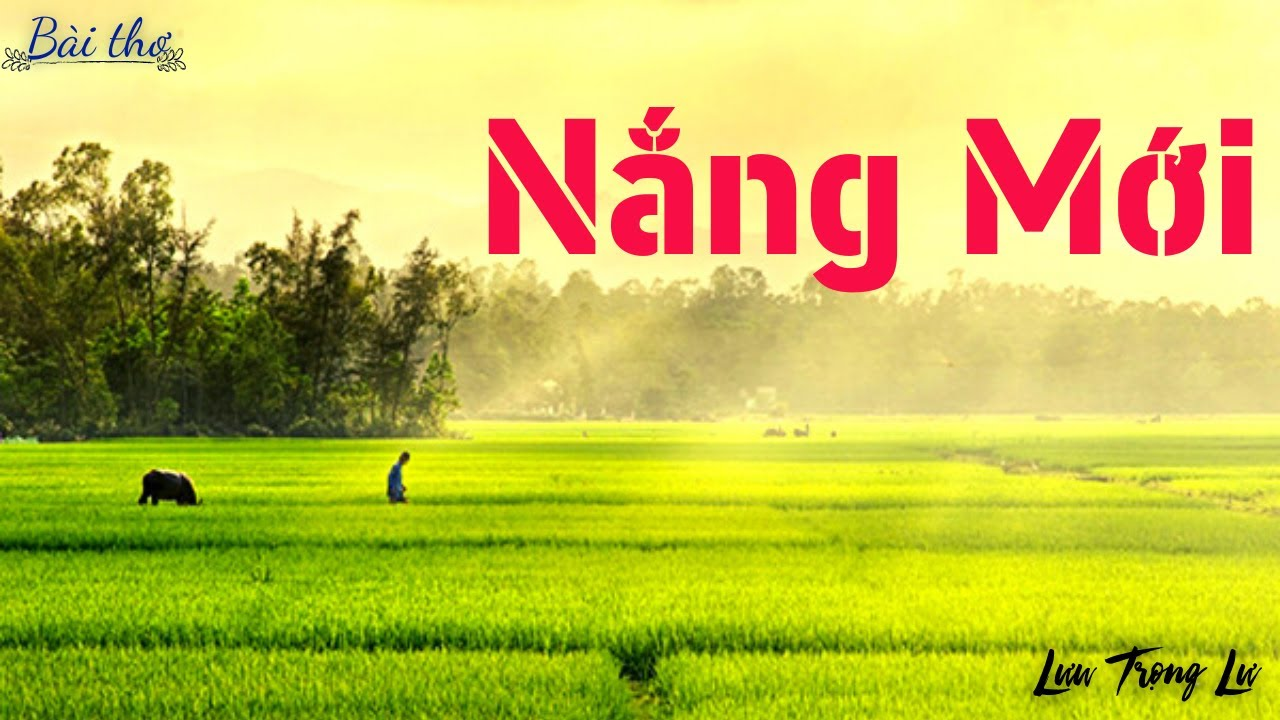 Bài thơ
Nắng Mới
Lưu Trọng Lư